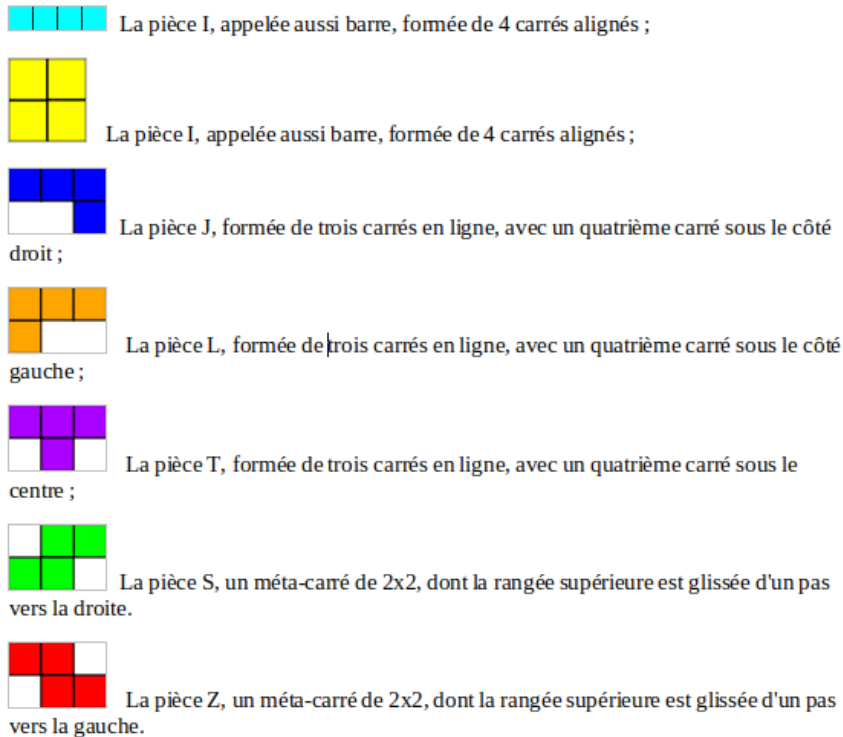 La pièce I, appelée aussi barre, formée de 4 carrés alignés ;
La pièce I, appelée aussi barre, formée de 4 carrés alignés ;
La pièce J, formée de trois carrés en ligne, avec un quatrième carré sous le côté
droit ;
La pièce L, formée de trois carrés en ligne, avec un quatrième carré sous le côté
gauche ;
La pièce T, formée de trois carrés en ligne, avec un quatrième carré sous le
centre ;
La pièce S, un méta-carré de 2x2, dont la rangée supérieure est glissée d'un pas
vers la droite.
La pièce Z, un méta-carré de 2x2, dont la rangée supérieure est glissée d'un pas
vers la gauche.